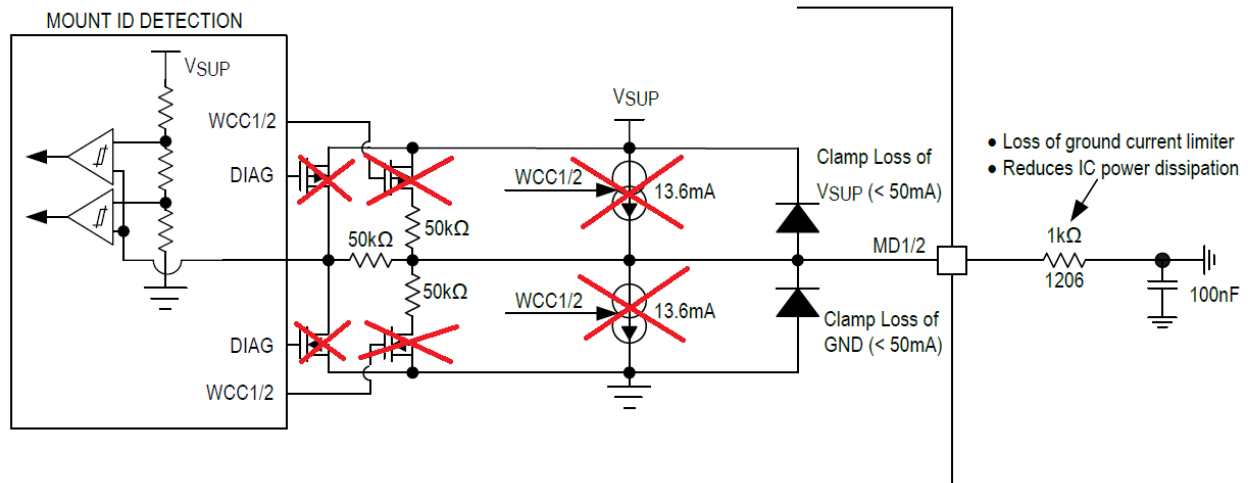 MOUNT ID DETECTION
VSUP
WCC1/2
DIAG
DIAG
WCC1/2
50kΩ
50kΩ
50kΩ
VSUP
WCC1/2
13.6mA
WCC1/2
13.6mA
Clamp Loss of
VSUP (< 50mA)
Clamp Loss of
GND (< 50mA)
MD1/2
● Loss of ground current limiter
● Reduces IC power dissipation
1kΩ
1206
100nF